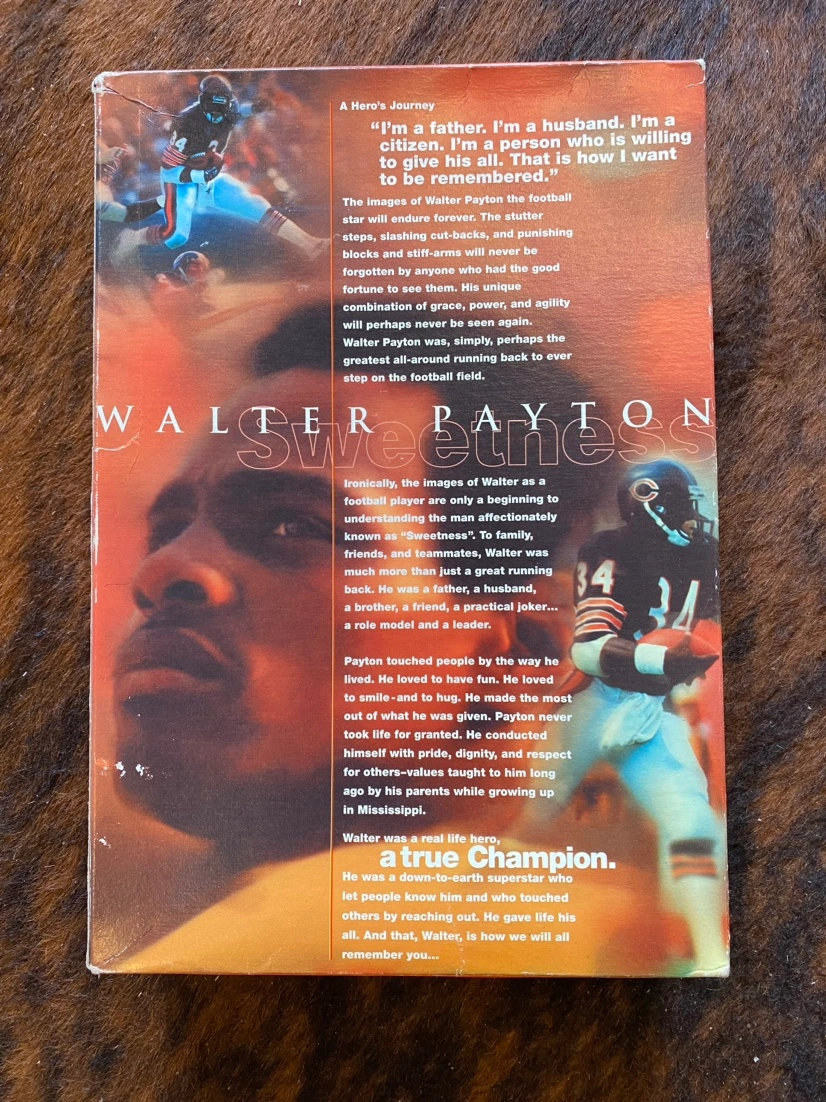 A Hero's Journey
"I'm a father. I'm a husband. I'm a
citizen. I'm a person who is willing
to give his all. That is how I want
to be remembered."
The images of Walter Payton the football
star will endure forever. The stutter
steps, slashing cut-backs, and punishing
blocks and stiff-arms will never be
forgotten by anyone who had the good
fortune to see them. His unique
combination of grace, power, and agility
will perhaps never be seen again.
Walter Payton was, simply, perhaps the
greatest all-around running back to ever
step on the football field.
WALTER PAYTON
Sweetness
Ironically, the images of Walter as a
football player are only a beginning to
understanding the man affectionately
known as "Sweetness". To family,
friends, and teammates, Walter was
much more than just a great running
back. He was a father, a husband,
a brother, a friend, a practical joker...
a role model and a leader.
Payton touched people by the way he
lived. He loved to have fun. He loved
to smile-and to hug. He made the most
out of what he was given. Payton never
took life for granted. He conducted
himself with pride, dignity, and respect
for others–values taught to him long
ago by his parents while growing up
in Mississippi.
Walter was a real life hero,
a true Champion.
He was a down-to-earth superstar who
let people know him and who touched
others by reaching out. He gave life his
all. And that, Walter, is how we will all
remember you...
34
34
34
C